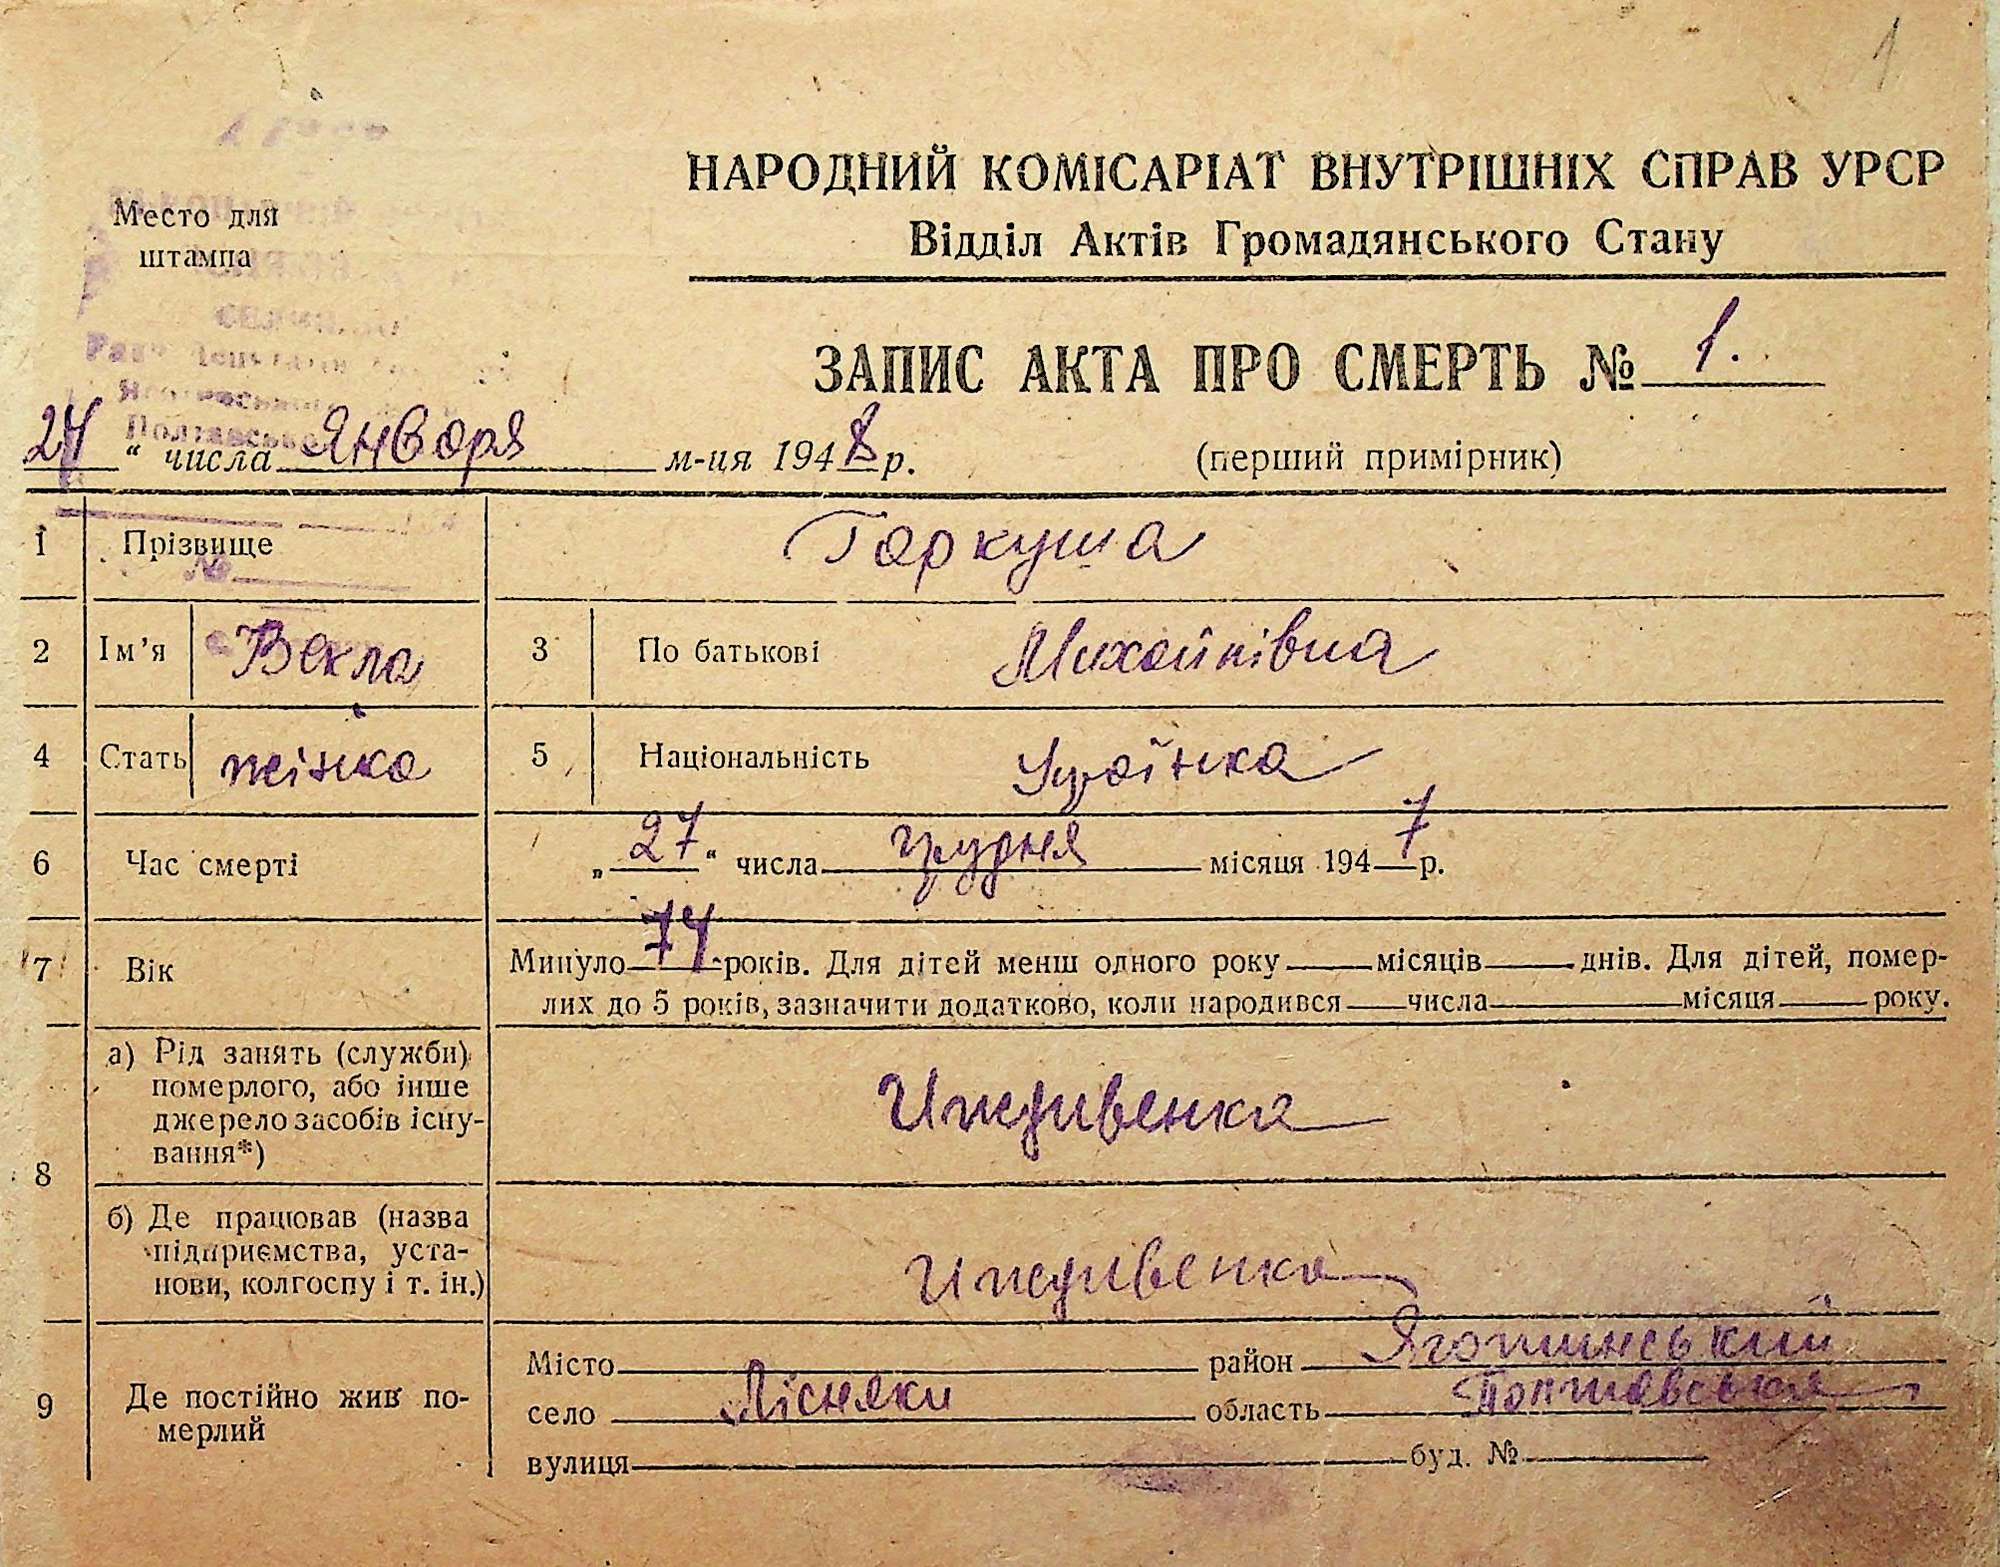 1
НАРОДНИЙ КОМІСАРІАТ ВНУТРІШНІХ СПРАВ УРСР
Відділ Актів Громадянського Стану
Место для
штампа
ЗАПИС АКТА ПРО СМЕРТЬ № 1.
24 “ числа Января м-ця 1948 р.
(перший примірник)
1 Прізвище Гаркуша
2 Ім’я Векла 3 По батькові Михайлівна
4 Стать жінка 5 Національність Українка
6 Час смерті „ 27 “ числа грудня місяця 1947 р.
7 Вік Минуло 74 років. Для дітей менш одного року місяців днів. Для дітей, помер-
лих до 5 років, зазначити додатково, коли народився числа місяця року.
8 а) Рід занять (служби)
померлого, або інше
джерело засобів існу-
вання*)
Иждивенка
б) Де працював (назва
підприємства, уста-
нови, колгоспу і т. ін.)
Иждивенка
9 Де постійно жив по-
мерлий
Місто район Яготинський
село Лісняки область Полтавська
вулиця буд. №